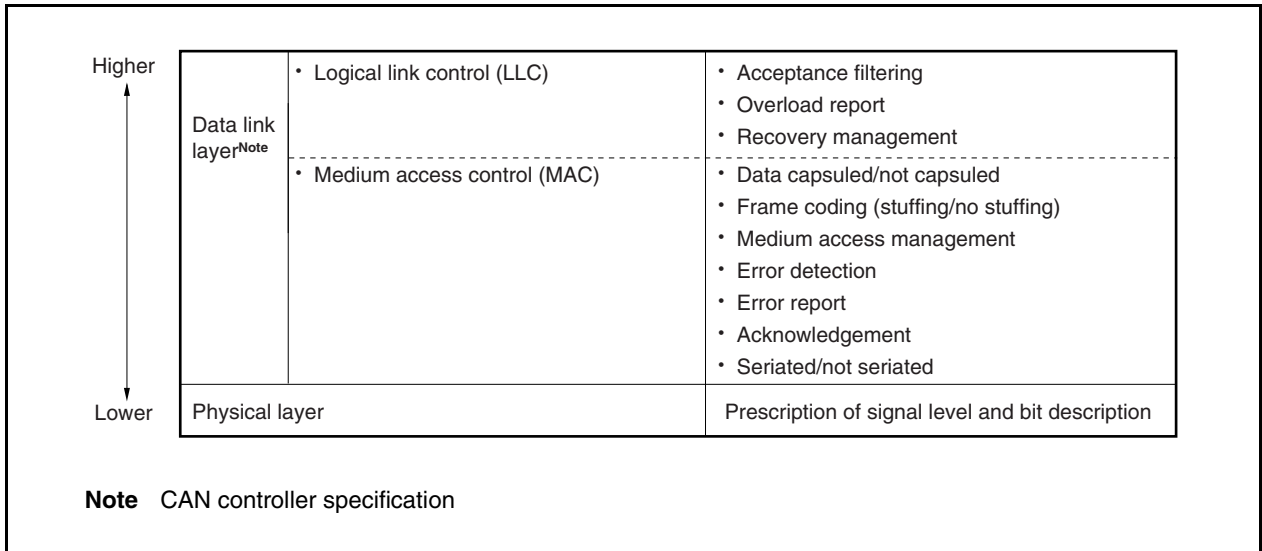 Higher
Data link
layerNote
• Logical link control (LLC)
• Acceptance filtering
• Overload report
• Recovery management
• Medium access control (MAC)
• Data capsuled/not capsuled
• Frame coding (stuffing/no stuffing)
• Medium access management
• Error detection
• Error report
• Acknowledgement
• Seriated/not seriated
Lower
Physical layer
Prescription of signal level and bit description
Note CAN controller specification